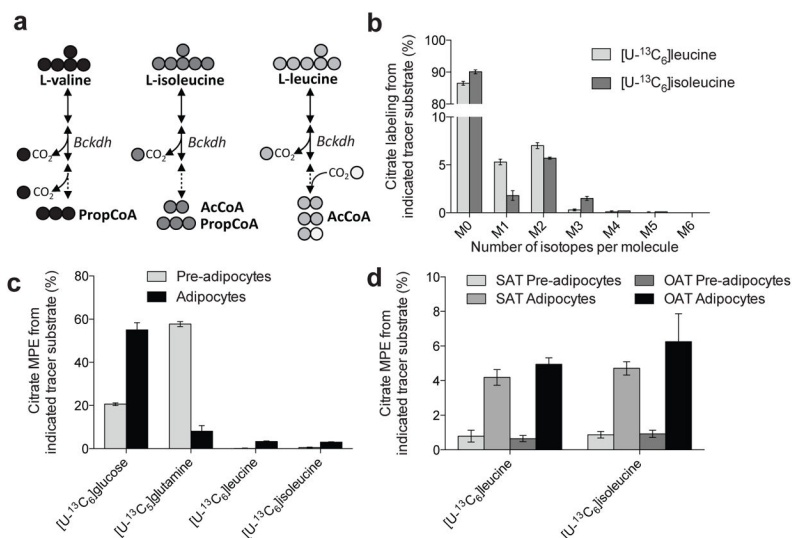 a
L-valine
L-isoleucine
L-leucine
Bckdh
Bckdh
Bckdh
CO₂
CO₂
CO₂
CO₂
CO₂
PropCoA
AcCoA
PropCoA
AcCoA
b
Citrate labeling from
indicated tracer substrate (%)
100
90
80
10
5
0
[U-¹³C₆]leucine
[U-¹³C₆]isoleucine
M0
M1
M2
M3
M4
M5
M6
Number of isotopes per molecule
c
Citrate MPE from
indicated tracer substrate (%)
80
60
40
20
0
Pre-adipocytes
Adipocytes
[U-¹³C₆]glucose
[U-¹³C₅]glutamine
[U-¹³C₆]leucine
[U-¹³C₆]isoleucine
d
Citrate MPE from
indicated tracer substrate (%)
10
8
6
4
2
0
SAT Pre-adipocytes
OAT Pre-adipocytes
SAT Adipocytes
OAT Adipocytes
[U-¹³C₆]leucine
[U-¹³C₆]isoleucine